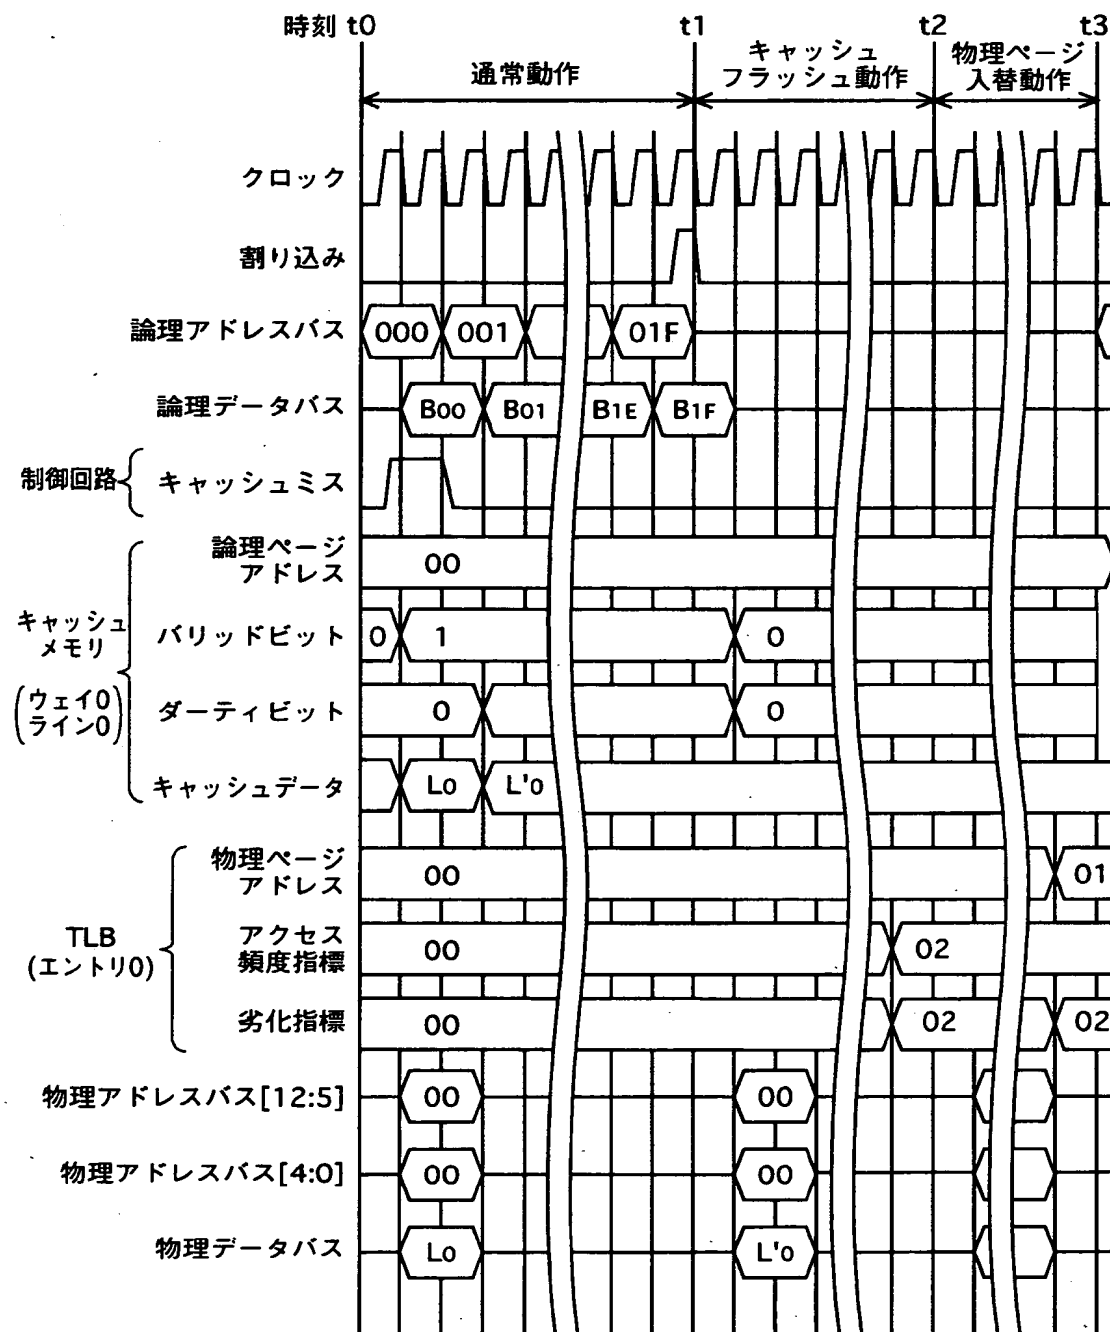 時刻 t0 t1 t2 t3
通常動作
キャッシュ
フラッシュ動作
物理ページ
入替動作
クロック
割り込み
論理アドレスバス 000 001 01F
論理データバス B00 B01 B1E B1F
制御回路 キャッシュミス
論理ページ
アドレス 00
キャッシュ
メモリ
(ウェイ0
ライン0)
バリッドビット 0 1 0
ダーティビット 0 0
キャッシュデータ L0 L'0
物理ページ
アドレス 00 01
TLB
(エントリ0)
アクセス
頻度指標 00 02
劣化指標 00 02 02
物理アドレスバス[12:5] 00 00
物理アドレスバス[4:0] 00 00
物理データバス L0 L'0